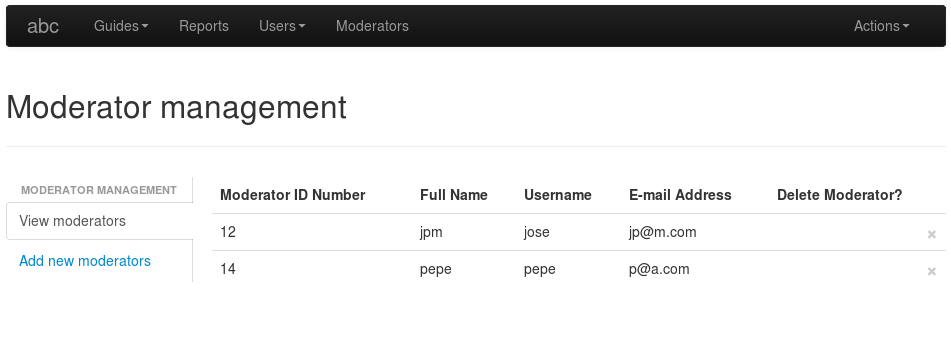 abc Guides Reports Users Moderators Actions
Moderator management
MODERATOR MANAGEMENT
View moderators
Add new moderators
Moderator ID Number Full Name Username E-mail Address Delete Moderator?
12 jpm jose jp@m.com ×
14 pepe pepe p@a.com ×